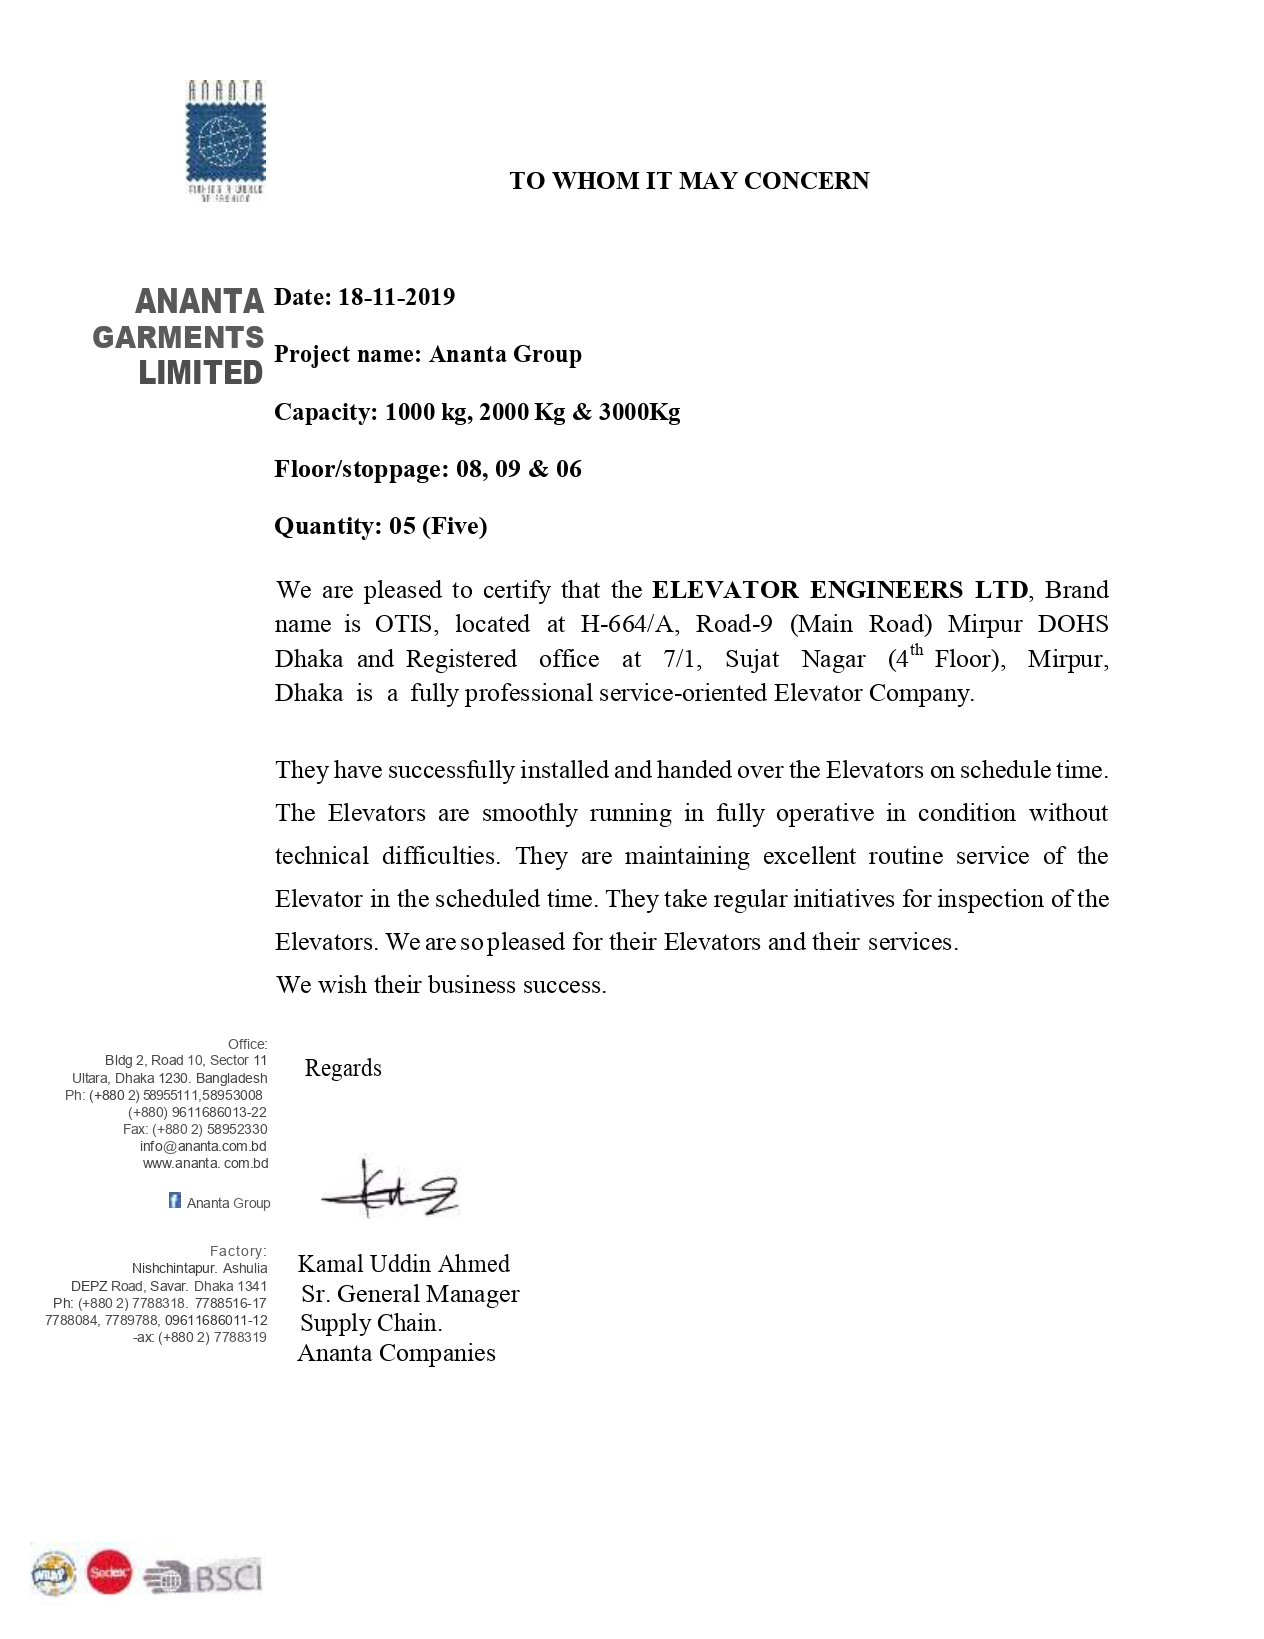 ANANTA
TO WHOM IT MAY CONCERN
ANANTA
GARMENTS
LIMITED
Date: 18-11-2019
Project name: Ananta Group
Capacity: 1000 kg, 2000 Kg & 3000Kg
Floor/stoppage: 08, 09 & 06
Quantity: 05 (Five)
We are pleased to certify that the ELEVATOR ENGINEERS LTD, Brand
name is OTIS, located at H-664/A, Road-9 (Main Road) Mirpur DOHS
Dhaka and Registered office at 7/1, Sujat Nagar (4th Floor), Mirpur,
Dhaka is a fully professional service-oriented Elevator Company.
They have successfully installed and handed over the Elevators on schedule time.
The Elevators are smoothly running in fully operative in condition without
technical difficulties. They are maintaining excellent routine service of the
Elevator in the scheduled time. They take regular initiatives for inspection of the
Elevators. We are so pleased for their Elevators and their services.
We wish their business success.
Office:
Bldg 2, Road 10, Sector 11
Ultara, Dhaka 1230. Bangladesh
Ph: (+880 2) 58955111,58953008
(+880) 9611686013-22
Fax: (+880 2) 58952330
info@ananta.com.bd
www.ananta. com.bd
f Ananta Group
Factory:
Nishchintapur. Ashulia
DEPZ Road, Savar. Dhaka 1341
Ph: (+880 2) 7788318. 7788516-17
7788084, 7789788, 09611686011-12
-ax: (+880 2) 7788319
Regards
Kamal Uddin Ahmed
Sr. General Manager
Supply Chain.
Ananta Companies
WRAP
Sedex
BSCI